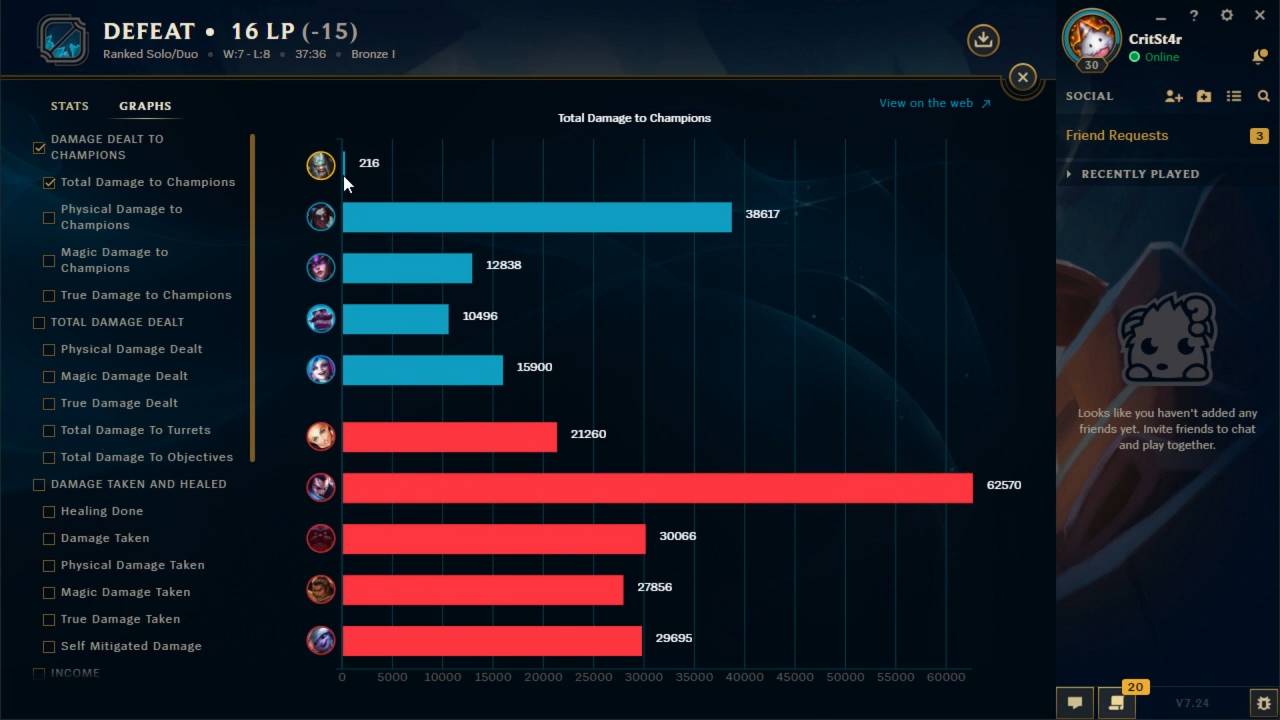 DEFEAT • 16 LP (-15)
Ranked Solo/Duo • W:7 - L:8 • 37:36 • Bronze I
STATS
GRAPHS
View on the web
Total Damage to Champions
DAMAGE DEALT TO
CHAMPIONS
Total Damage to Champions
Physical Damage to
Champions
Magic Damage to
Champions
True Damage to Champions
TOTAL DAMAGE DEALT
Physical Damage Dealt
Magic Damage Dealt
True Damage Dealt
Total Damage To Turrets
Total Damage To Objectives
DAMAGE TAKEN AND HEALED
Healing Done
Damage Taken
Physical Damage Taken
Magic Damage Taken
True Damage Taken
Self Mitigated Damage
INCOME
216
38617
12838
10496
15900
21260
62570
30066
27856
29695
0 5000 10000 15000 20000 25000 30000 35000 40000 45000 50000 55000 60000
?
CritSt4r
Online
30
SOCIAL
Friend Requests 3
RECENTLY PLAYED
Looks like you haven't added any
friends yet. Invite friends to chat
and play together.
20
V7.24